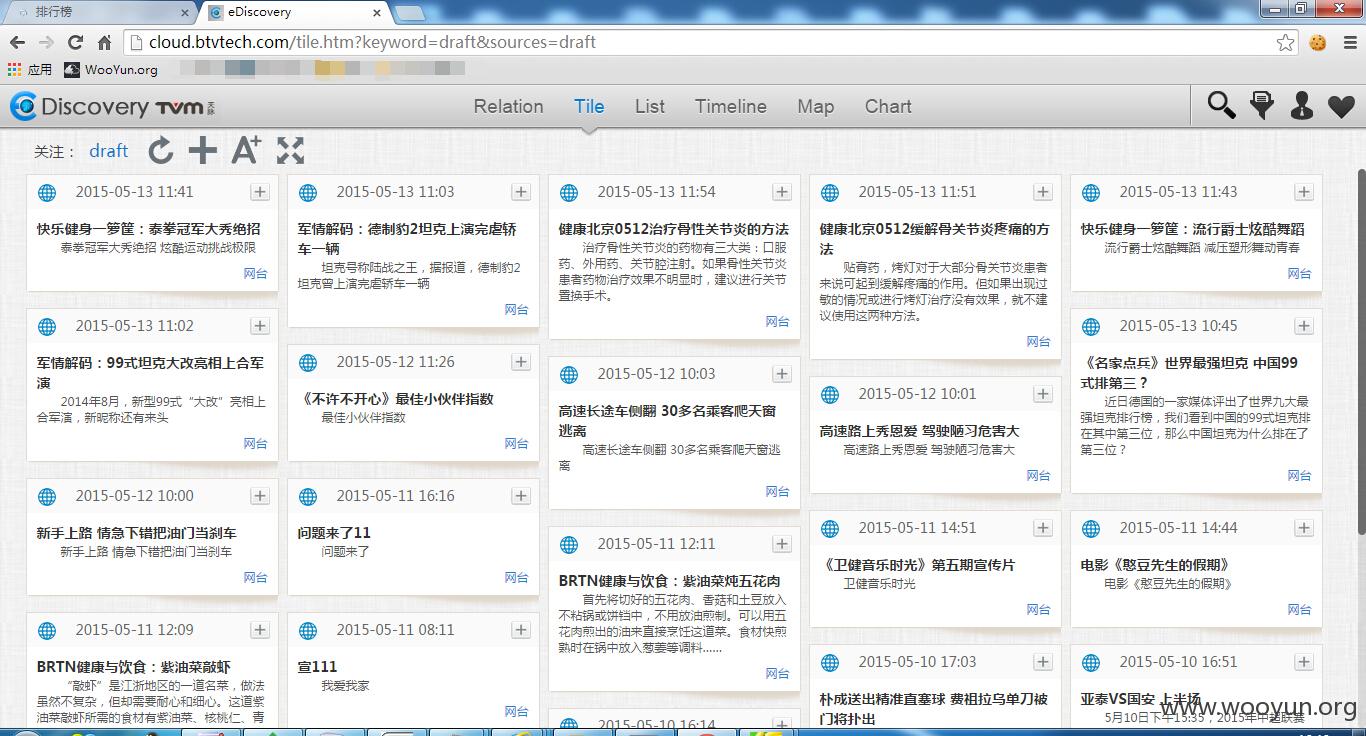 排行榜
eDiscovery
cloud.btvtech.com/tile.htm?keyword=draft&sources=draft
应用
WooYun.org
Discovery TVM 天脉
Relation
Tile
List
Timeline
Map
Chart
关注：
draft
A+
2015-05-13 11:41
快乐健身一箩筐：泰拳冠军大秀绝招
泰拳冠军大秀绝招 炫酷运动挑战极限
网台
2015-05-13 11:02
军情解码：99式坦克大改亮相上合军
演
2014年8月，新型99式“大改”亮相上
合军演，新昵称还有来头
网台
2015-05-12 10:00
新手上路 情急下错把油门当刹车
新手上路 情急下错把油门当刹车
网台
2015-05-11 12:09
BRTN健康与饮食：紫油菜敲虾
“敲虾”是江浙地区的一道名菜，做法
虽然不复杂，但却需要耐心和细心。这道紫
油菜敲虾所需的食材有紫油菜、核桃仁、青
2015-05-13 11:03
军情解码：德制豹2坦克上演完虐轿
车一辆
坦克号称陆战之王，据报道，德制豹2
坦克曾上演完虐轿车一辆
网台
2015-05-12 11:26
《不许不开心》最佳小伙伴指数
最佳小伙伴指数
网台
2015-05-11 16:16
问题来了11
问题来了
网台
2015-05-11 08:11
宣111
我爱我家
网台
2015-05-13 11:54
健康北京0512治疗骨性关节炎的方法
治疗骨性关节炎的药物有三大类：口服
药、外用药、关节腔注射。如果骨性关节炎
患者药物治疗效果不明显时，建议进行关节
置换手术。
网台
2015-05-12 10:03
高速长途车侧翻 30多名乘客爬天窗
逃离
高速长途车侧翻 30多名乘客爬天窗逃
离
网台
2015-05-11 12:11
BRTN健康与饮食：紫油菜炖五花肉
首先将切好的五花肉、香菇和土豆放入
不粘锅或饼铛中，不用放油煎制。可以用五
花肉煎出的油来直接烹饪这道菜。食材快煎
熟时在锅中放入葱姜等调料......
网台
2015-05-10 16:14
2015-05-13 11:51
健康北京0512缓解骨关节炎疼痛的方
法
贴膏药，烤灯对于大部分骨关节炎患者
来说可起到缓解疼痛的作用。但如果出现过
敏的情况或进行烤灯治疗没有效果，就不建
议使用这两种方法。
网台
2015-05-12 10:01
高速路上秀恩爱 驾驶陋习危害大
高速路上秀恩爱 驾驶陋习危害大
网台
2015-05-11 14:51
《卫健音乐时光》第五期宣传片
卫健音乐时光
网台
2015-05-10 17:03
朴成送出精准直塞球 费祖拉乌单刀被
门将扑出
2015-05-13 11:43
快乐健身一箩筐：流行爵士炫酷舞蹈
流行爵士炫酷舞蹈 减压塑形舞动青春
网台
2015-05-13 10:45
《名家点兵》世界最强坦克 中国99
式排第三？
近日德国的一家媒体评出了世界九大最
强坦克排行榜，我们看到中国的99式坦克排
在其中第三位，那么中国坦克为什么排在了
第三位？
网台
2015-05-11 14:44
电影《憨豆先生的假期》
电影《憨豆先生的假期》
网台
2015-05-10 16:51
亚泰VS国安 上半场
5月10日下午15:35，2015年中超联赛
www.wooyun.org